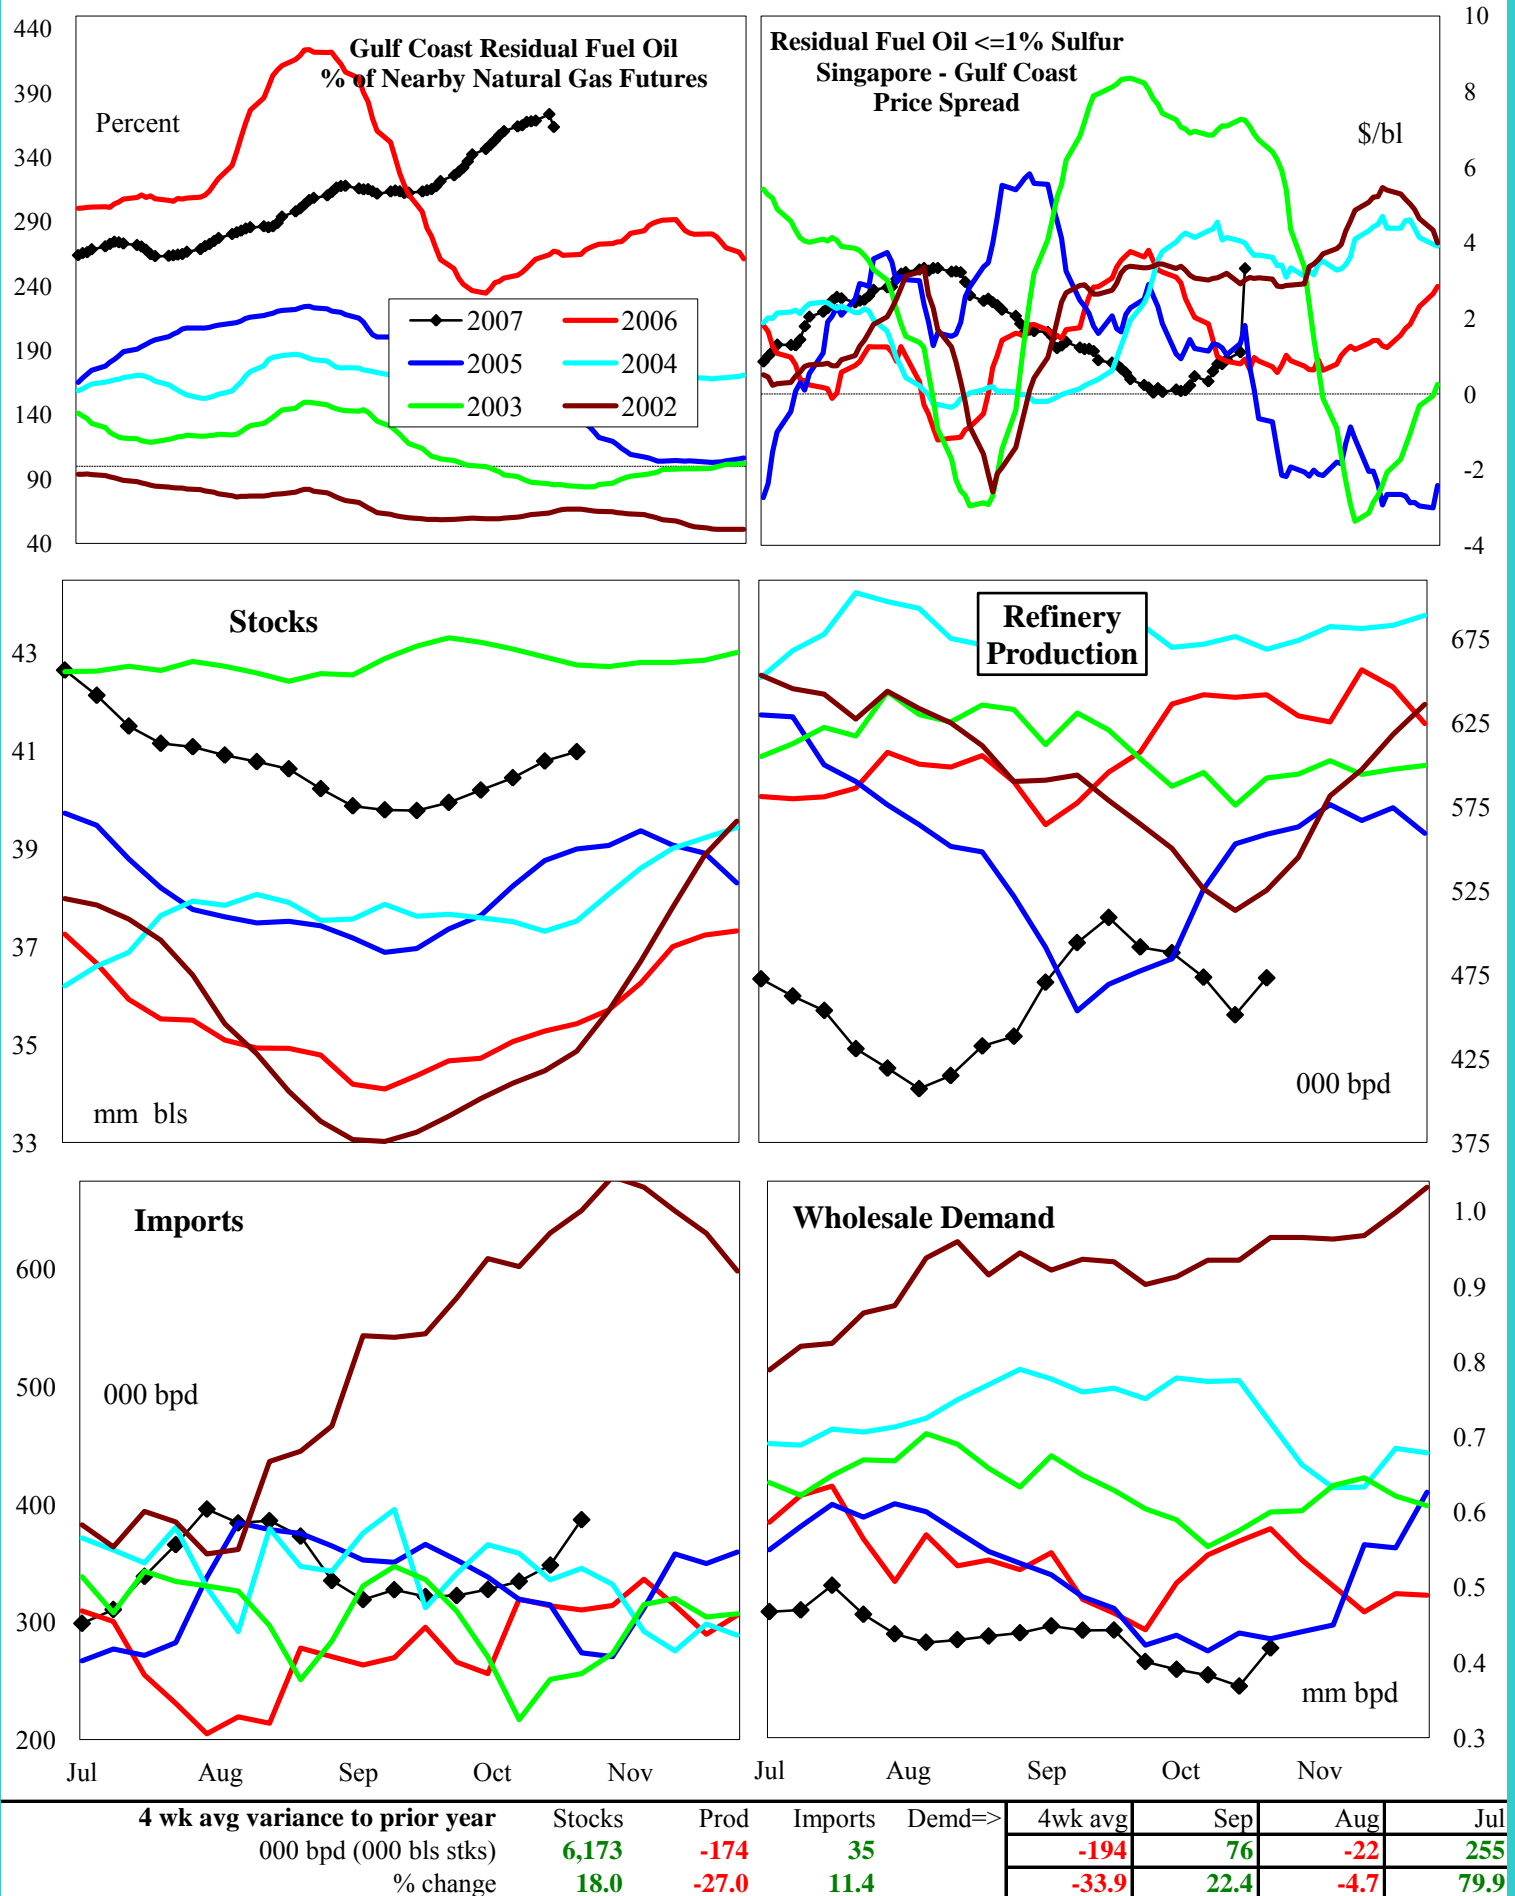 Gulf Coast Residual Fuel Oil
% of Nearby Natural Gas Futures
Percent
440
390
340
290
240
190
140
90
40
2007 2006
2005 2004
2003 2002
Residual Fuel Oil <=1% Sulfur
Singapore - Gulf Coast
Price Spread
$/bl
10
8
6
4
2
0
-2
-4
Stocks
43
41
39
37
35
33
mm bls
Refinery
Production
675
625
575
525
475
425
375
000 bpd
Imports
600
500
400
300
200
000 bpd
Jul Aug Sep Oct Nov
Wholesale Demand
1.0
0.9
0.8
0.7
0.6
0.5
0.4
0.3
mm bpd
Jul Aug Sep Oct Nov
4 wk avg variance to prior year Stocks Prod Imports Demd=> 4wk avg Sep Aug Jul
000 bpd (000 bls stks) 6,173 -174 35 -194 76 -22 255
% change 18.0 -27.0 11.4 -33.9 22.4 -4.7 79.9